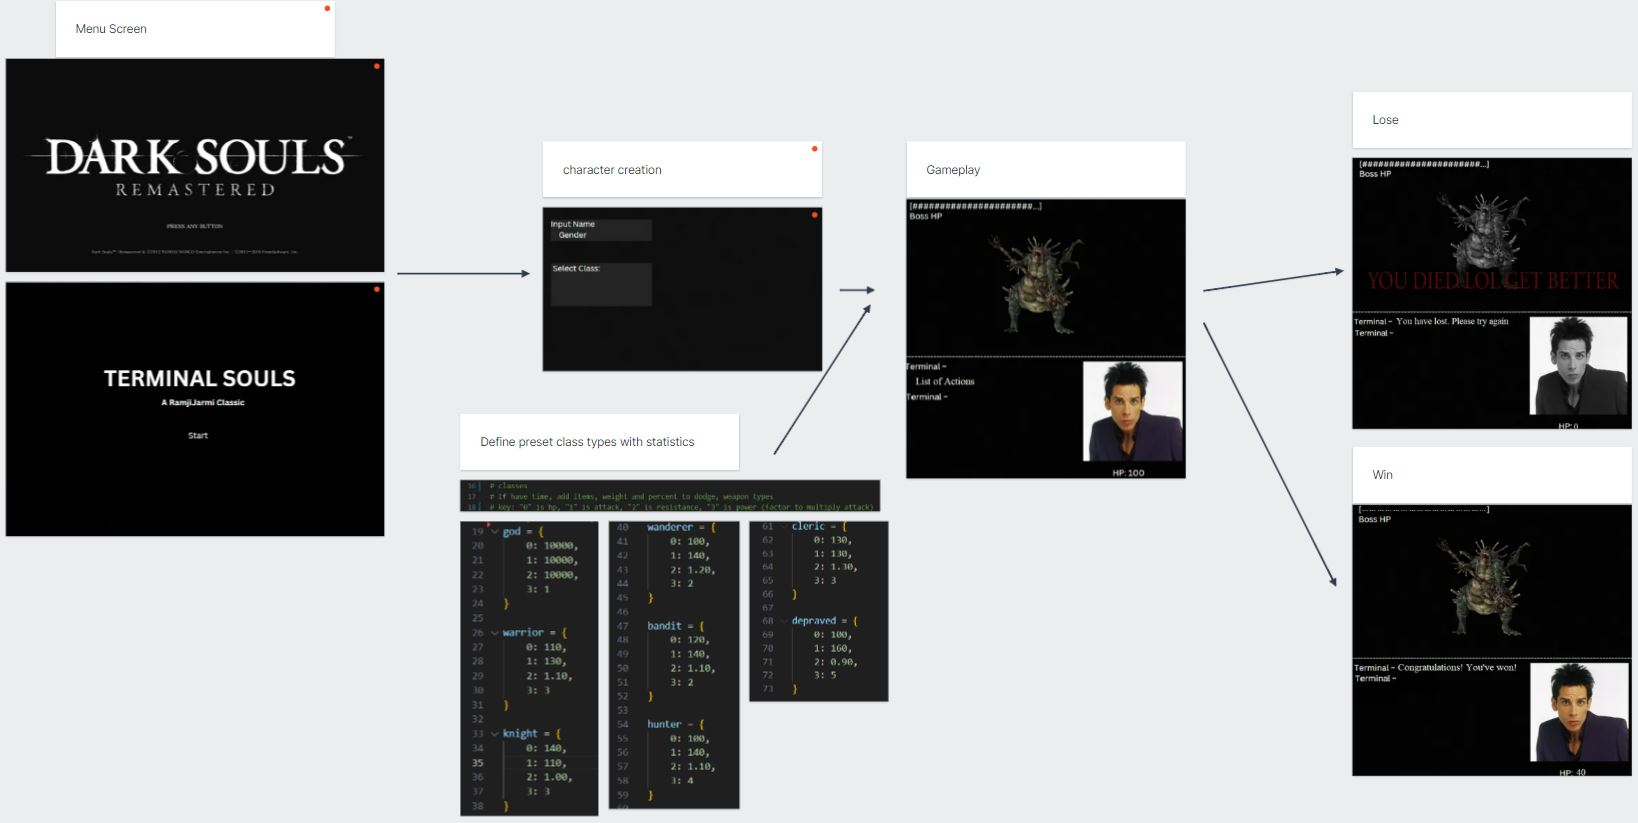 Menu Screen
DARK SOULS™
REMASTERED
PRESS ANY BUTTON
TERMINAL SOULS
A RamjiJarmi Classic
Start
character creation
Input Name
Gender
Select Class:
Define preset class types with statistics
16 # classes
17 # If have time, add items, weight and percent to dodge, weapon types
18 # key: "0" is hp, "1" is attack, "2" is resistance, "3" is power (factor to multiply attack)
19 god = {
20 0: 10000,
21 1: 10000,
22 2: 10000,
23 3: 1
24 }
25
26 warrior = {
27 0: 110,
28 1: 130,
29 2: 1.10,
30 3: 3
31 }
32
33 knight = {
34 0: 140,
35 1: 110,
36 2: 1.00,
37 3: 3
38 }
40 wanderer = {
41 0: 100,
42 1: 140,
43 2: 1.20,
44 3: 2
45 }
46
47 bandit = {
48 0: 120,
49 1: 140,
50 2: 1.10,
51 3: 2
52 }
53
54 hunter = {
55 0: 100,
56 1: 140,
57 2: 1.10,
58 3: 4
59 }
61 cleric = {
62 0: 130,
63 1: 130,
64 2: 1.30,
65 3: 3
66 }
67
68 depraved = {
69 0: 100,
70 1: 160,
71 2: 0.90,
72 3: 5
73 }
Gameplay
[######################...]
Boss HP
Terminal ~
List of Actions
Terminal ~
HP: 100
Lose
[######################...]
Boss HP
YOU DIED LOL GET BETTER
Terminal ~ You have lost. Please try again
Terminal ~
HP: 0
Win
Boss HP
Terminal ~ Congratulations! You've won!
Terminal ~
HP: 40